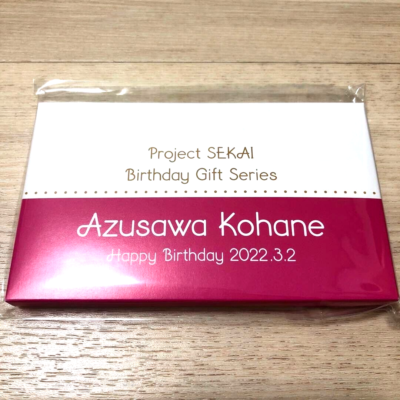 Project SEKAI
Birthday Gift Series
Azusawa Kohane
Happy Birthday 2022.3.2